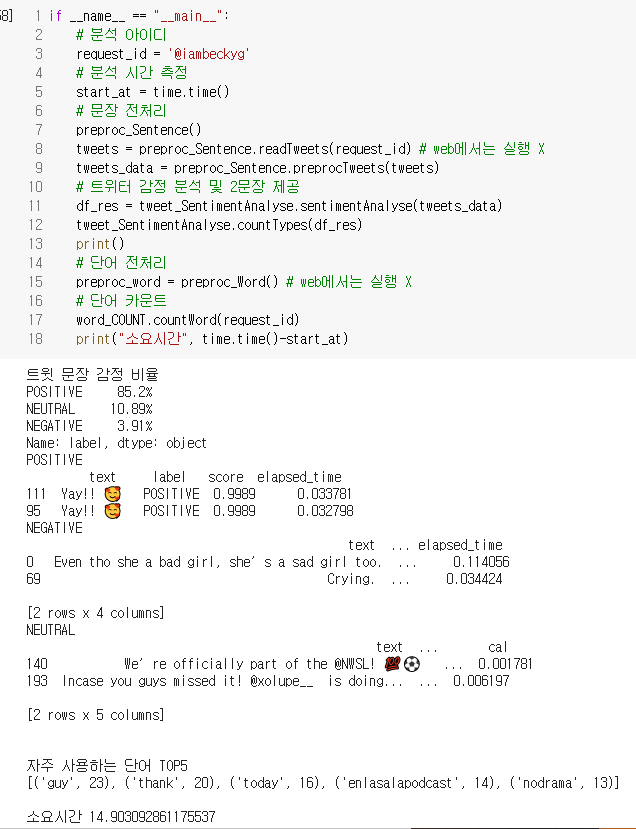 58] 1 if __name__ == "__main__":
2 # 분석 아이디
3 request_id = '@iambeckyg'
4 # 분석 시간 측정
5 start_at = time.time()
6 # 문장 전처리
7 preproc_Sentence()
8 tweets = preproc_Sentence.readTweets(request_id) # web에서는 실행 X
9 tweets_data = preproc_Sentence.preprocTweets(tweets)
10 # 트위터 감정 분석 및 2문장 제공
11 df_res = tweet_SentimentAnalyse.sentimentAnalyse(tweets_data)
12 tweet_SentimentAnalyse.countTypes(df_res)
13 print()
14 # 단어 전처리
15 preproc_word = preproc_Word() # web에서는 실행 X
16 # 단어 카운트
17 word_COUNT.countWord(request_id)
18 print("소요시간", time.time()-start_at)
트윗 문장 감정 비율
POSITIVE 85.2%
NEUTRAL 10.89%
NEGATIVE 3.91%
Name: label, dtype: object
POSITIVE
text label score elapsed_time
111 Yay!! 🥰 POSITIVE 0.9989 0.033781
95 Yay!! 🥰 POSITIVE 0.9989 0.032798
NEGATIVE
text ... elapsed_time
0 Even tho she a bad girl, she’s a sad girl too. ... 0.114056
69 Crying. ... 0.034424
[2 rows x 4 columns]
NEUTRAL
text ... cal
140 We’re officially part of the @NWSL! 💯⚽ ... 0.001781
193 Incase you guys missed it! @xolupe__ is doing... ... 0.006197
[2 rows x 5 columns]
자주 사용하는 단어 TOP5
[('guy', 23), ('thank', 20), ('today', 16), ('enlasalapodcast', 14), ('nodrama', 13)]
소요시간 14.903092861175537